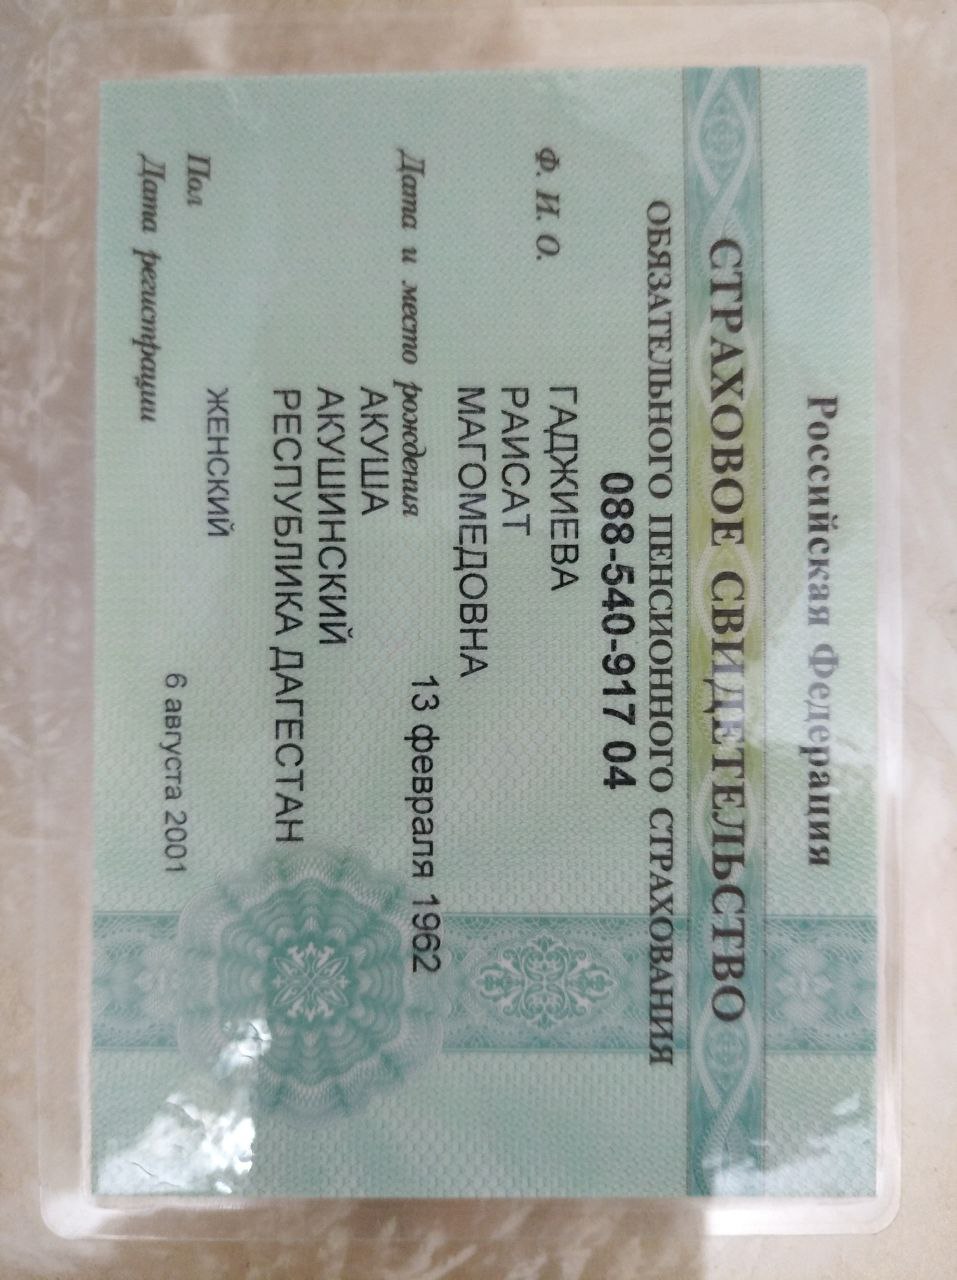 Российская Федерация
СТРАХОВОЕ СВИДЕТЕЛЬСТВО
ОБЯЗАТЕЛЬНОГО ПЕНСИОННОГО СТРАХОВАНИЯ
088-540-917 04
Ф. И. О.
ГАДЖИЕВА
РАИСАТ
МАГОМЕДОВНА
Дата и место рождения 13 февраля 1962
АКУША
АКУШИНСКИЙ
РЕСПУБЛИКА ДАГЕСТАН
Пол ЖЕНСКИЙ
Дата регистрации 6 августа 2001